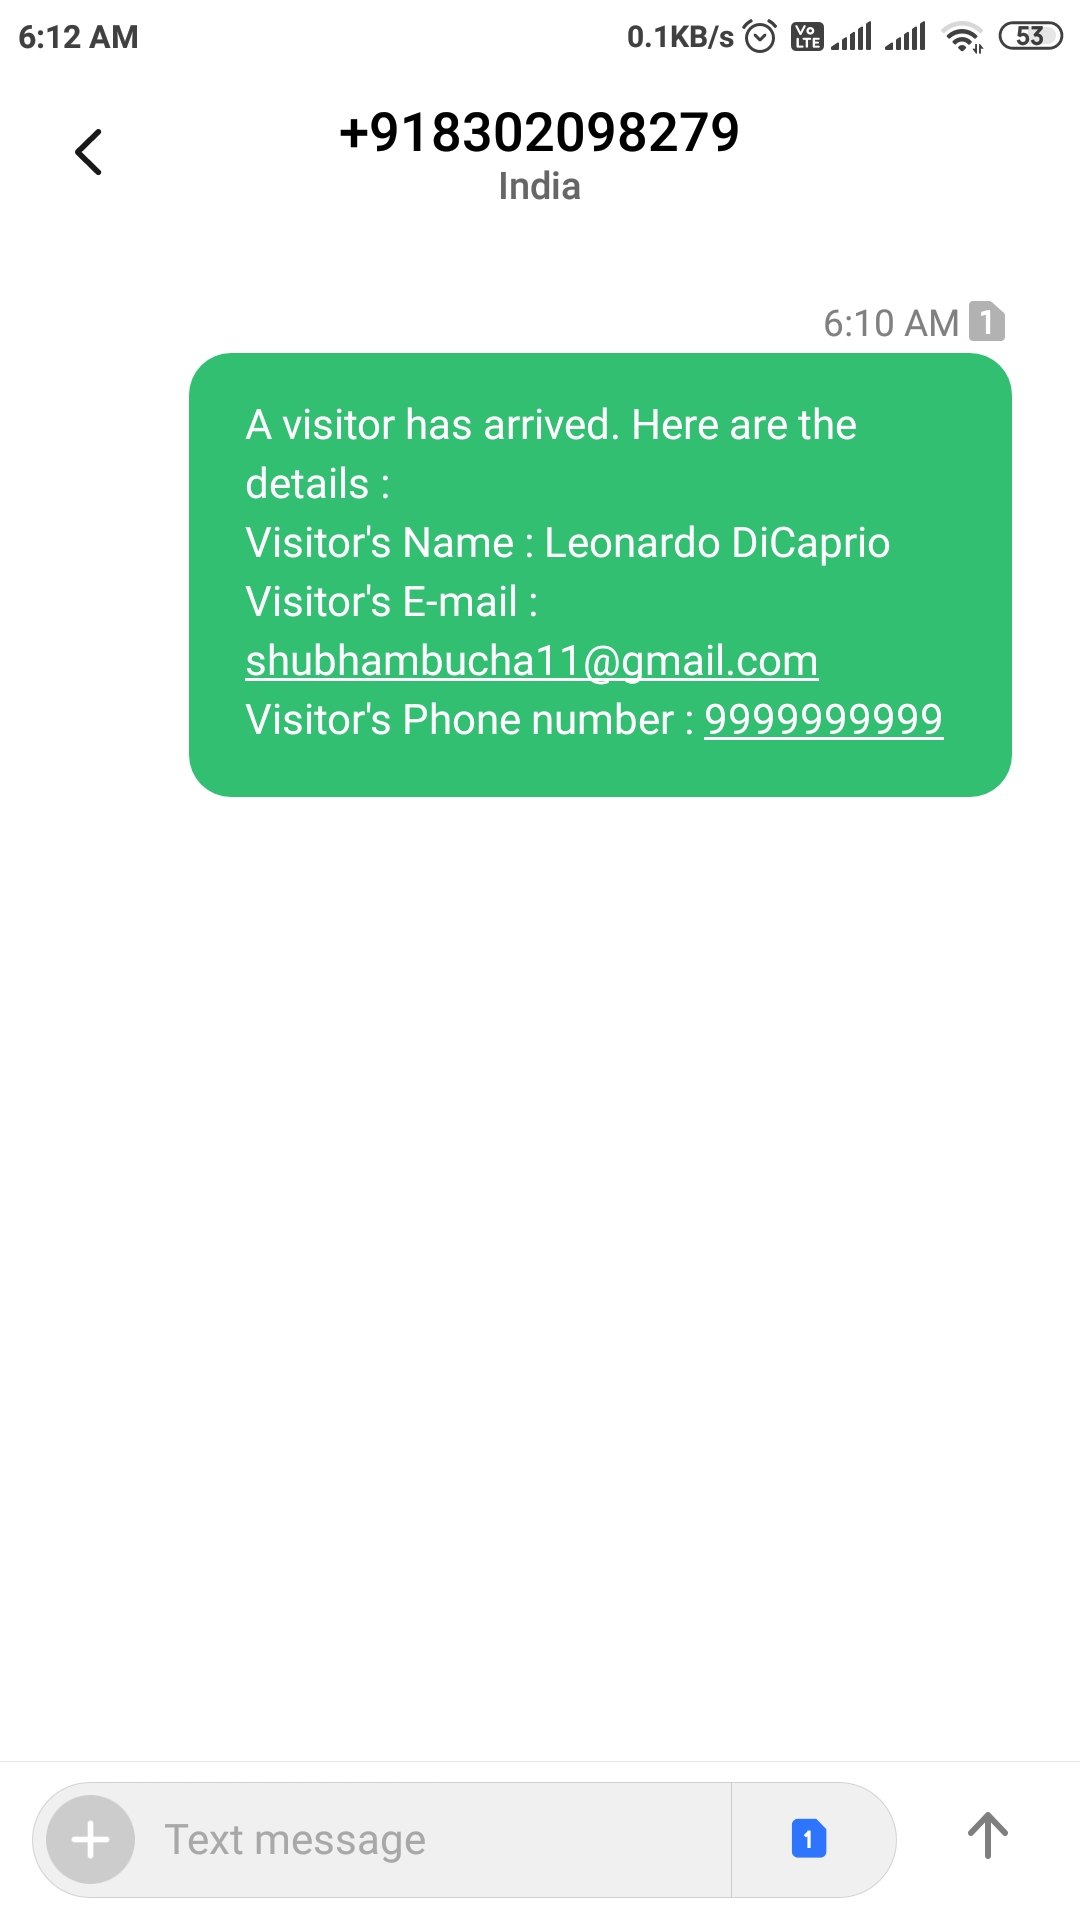 6:12 AM
0.1KB/s
Vo
LTE
53
+918302098279
India
6:10 AM 1
A visitor has arrived. Here are the
details :
Visitor's Name : Leonardo DiCaprio
Visitor's E-mail :
shubhambucha11@gmail.com
Visitor's Phone number : 9999999999
Text message
1